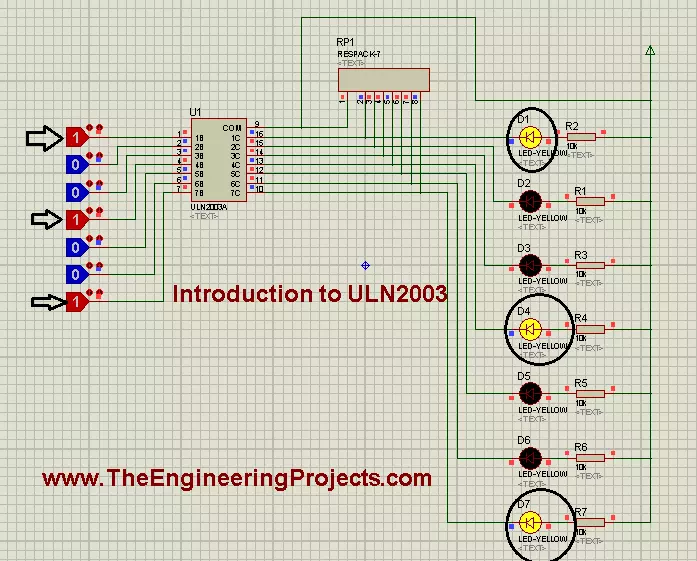 RP1
RESPACK-7
<TEXT>
1 2 3 4 5 6 7 8
U1
1 1B
2 2B
3 3B
4 4B
5 5B
6 6B
7 7B
COM 9
1C 16
2C 15
3C 14
4C 13
5C 12
6C 11
7C 10
ULN2003A
<TEXT>
1
0
0
1
0
0
1
D1
LED-YELLOW
<TEXT>
R2
10k
<TEXT>
D2
LED-YELLOW
<TEXT>
R1
10k
<TEXT>
D3
LED-YELLOW
<TEXT>
R3
10k
<TEXT>
D4
LED-YELLOW
<TEXT>
R4
10k
<TEXT>
D5
LED-YELLOW
<TEXT>
R5
10k
<TEXT>
D6
LED-YELLOW
<TEXT>
R6
10k
<TEXT>
D7
LED-YELLOW
<TEXT>
R7
10k
<TEXT>
Introduction to ULN2003
www.TheEngineeringProjects.com